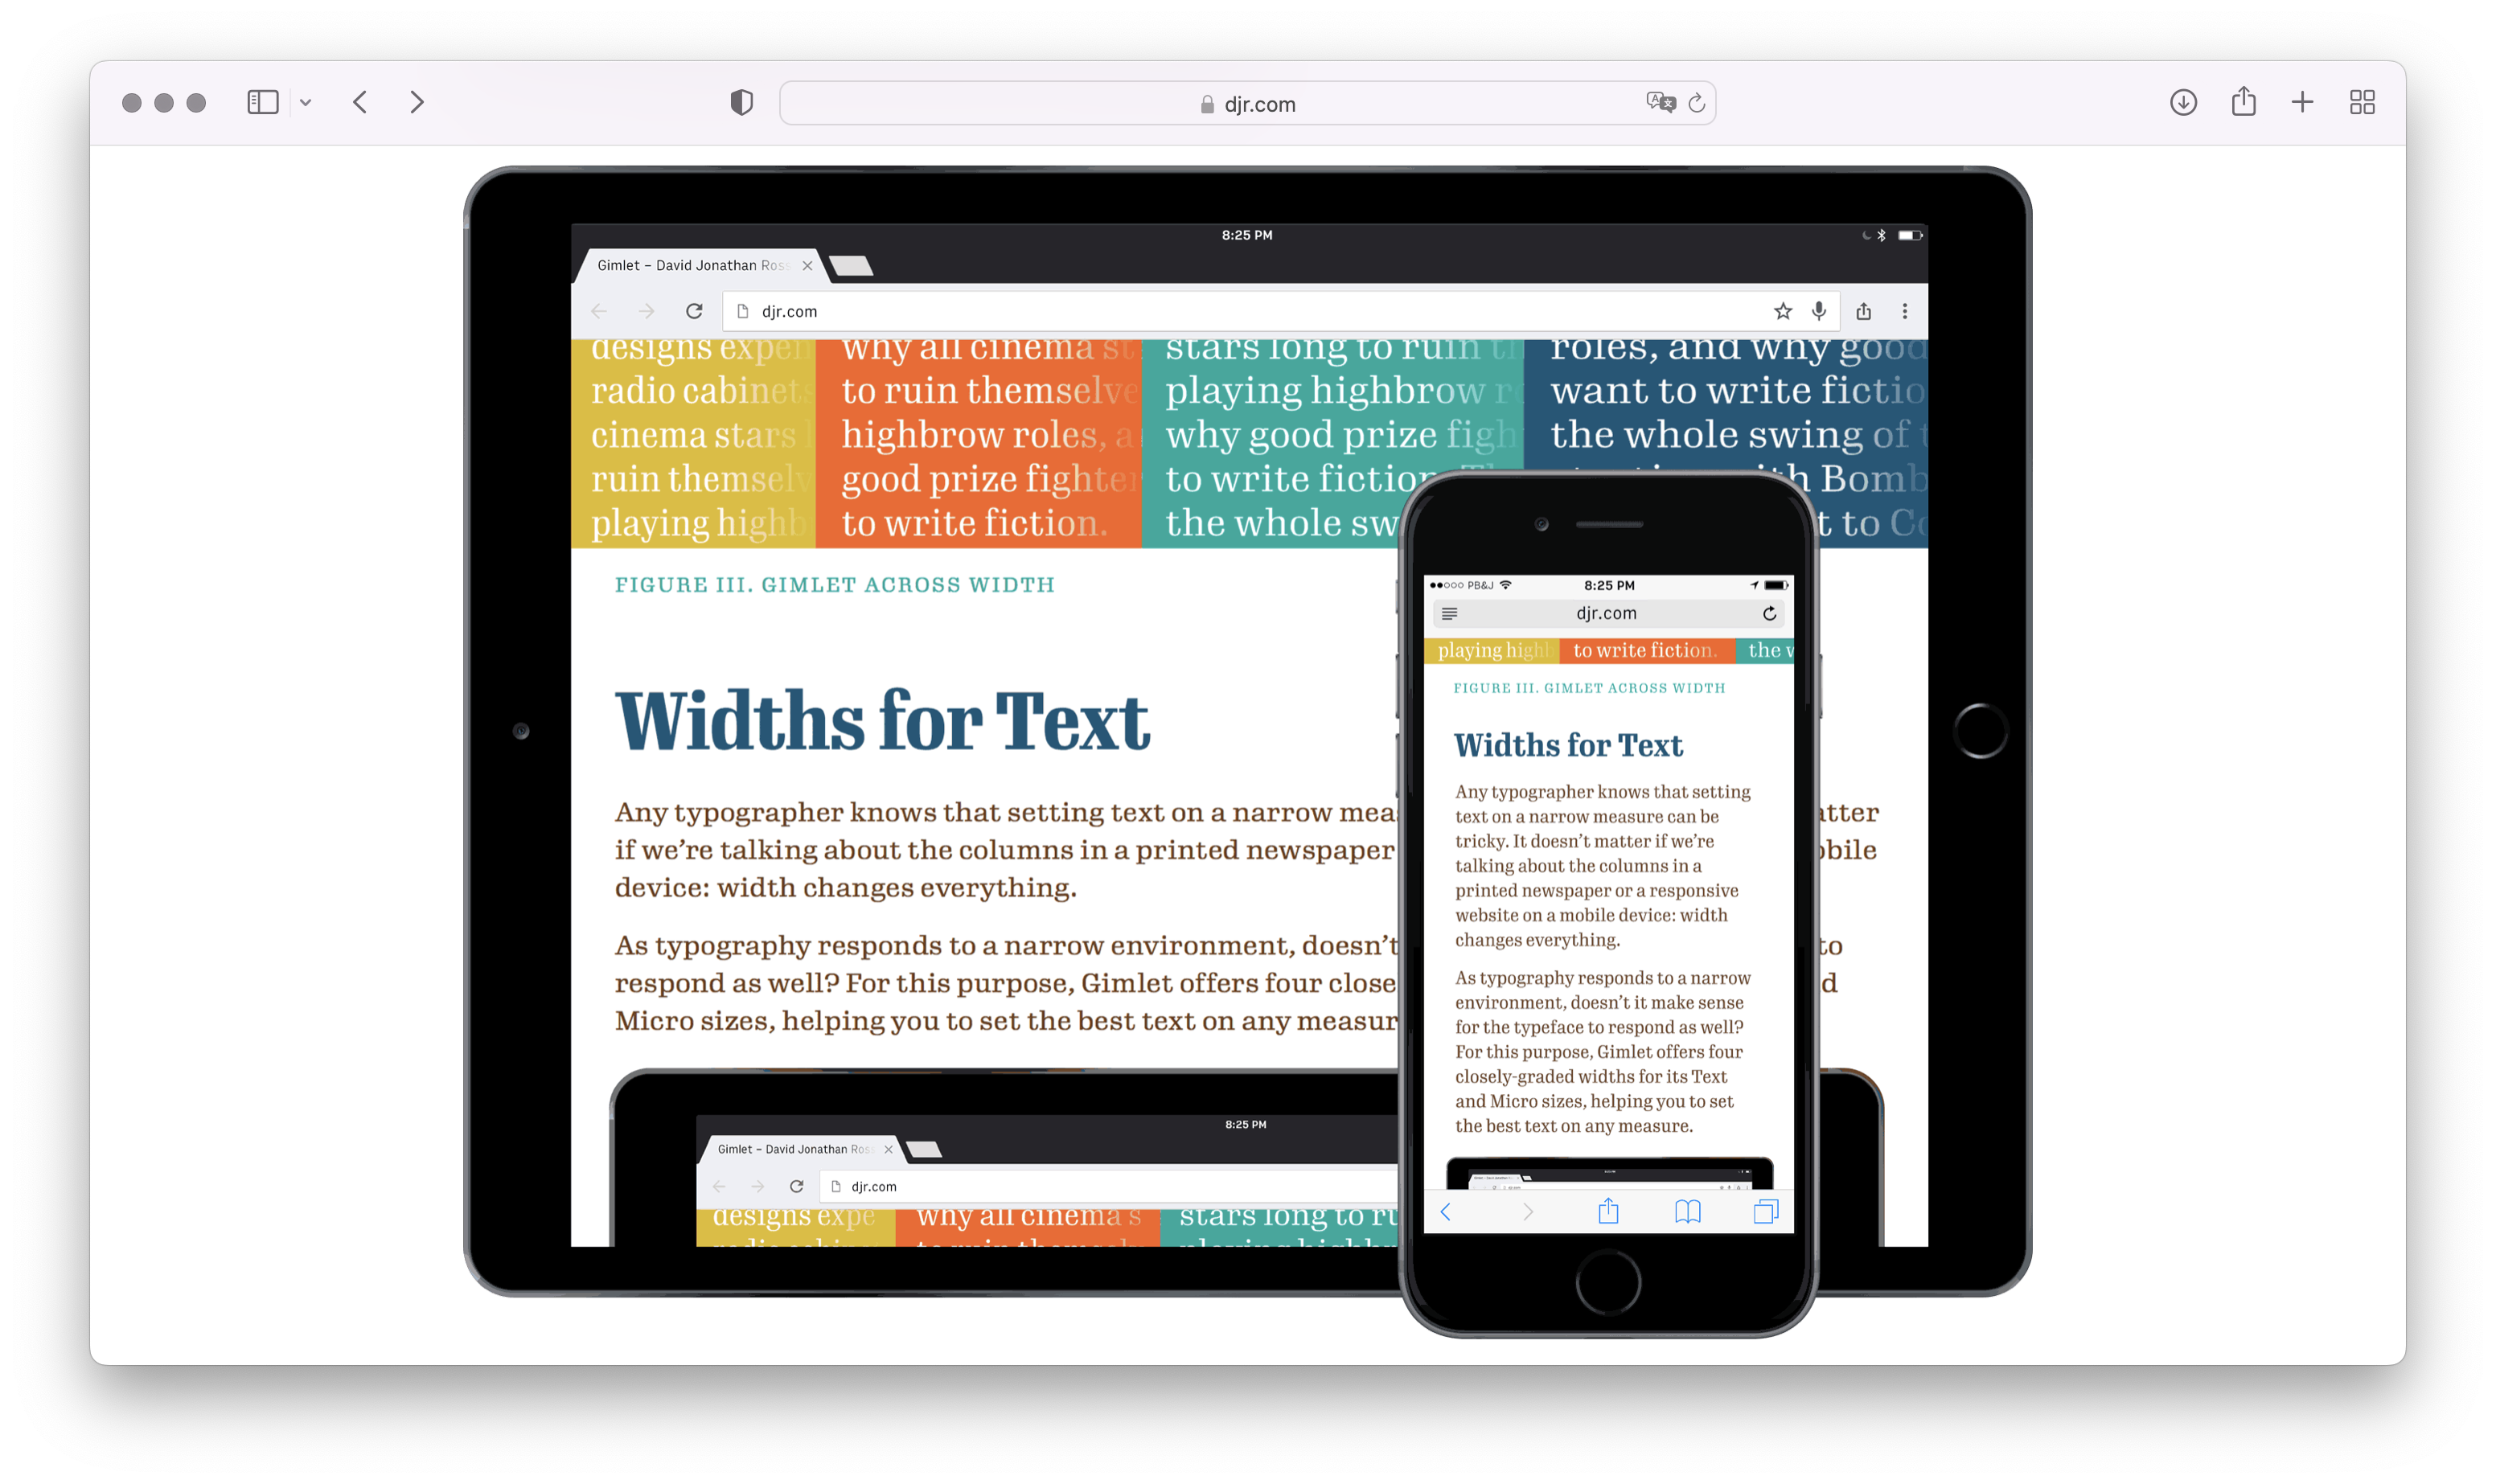 djr.com
8:25 PM
Gimlet – David Jonathan Ross
djr.com
designs expen
radio cabinets
cinema stars l
ruin themselv
playing highb
why all cinema st
to ruin themselve
highbrow roles, a
good prize fighter
to write fiction.
stars long to ruin th
playing highbrow ro
why good prize figh
to write fiction. Th
the whole sw
roles, and why good
want to write fictio
the whole swing of t
h Bomb
t to Co
FIGURE III. GIMLET ACROSS WIDTH
Widths for Text
Any typographer knows that setting text on a narrow mea
atter
if we’re talking about the columns in a printed newspaper
obile
device: width changes everything.
As typography responds to a narrow environment, doesn’t
to
respond as well? For this purpose, Gimlet offers four close
d
Micro sizes, helping you to set the best text on any measur
8:25 PM
Gimlet – David Jonathan Ross
djr.com
designs expe
why all cinema s
stars long to ru
PB&J
8:25 PM
djr.com
playing highb
to write fiction.
the w
FIGURE III. GIMLET ACROSS WIDTH
Widths for Text
Any typographer knows that setting
text on a narrow measure can be
tricky. It doesn’t matter if we’re
talking about the columns in a
printed newspaper or a responsive
website on a mobile device: width
changes everything.
As typography responds to a narrow
environment, doesn’t it make sense
for the typeface to respond as well?
For this purpose, Gimlet offers four
closely-graded widths for its Text
and Micro sizes, helping you to set
the best text on any measure.